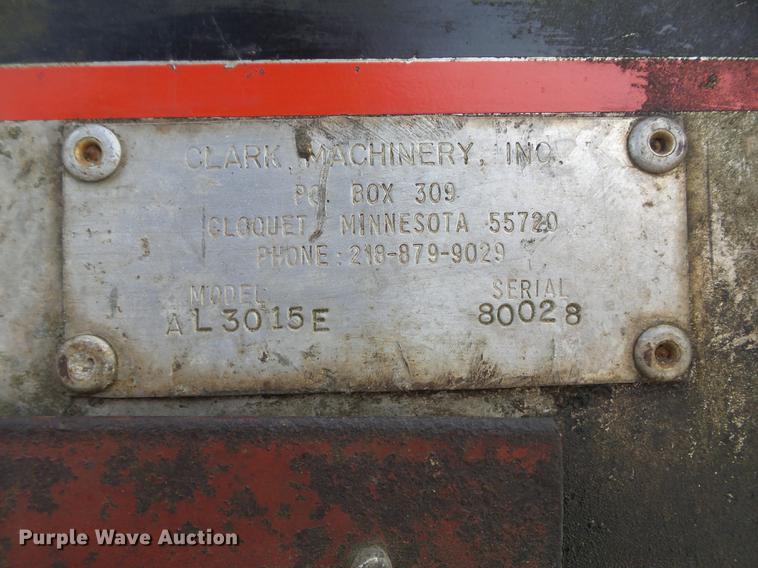 CLARK MACHINERY, INC.
PO. BOX 309
CLOQUET, MINNESOTA 55720
PHONE: 218-879-9029
MODEL SERIAL
AL3015E 80028
Purple Wave Auction